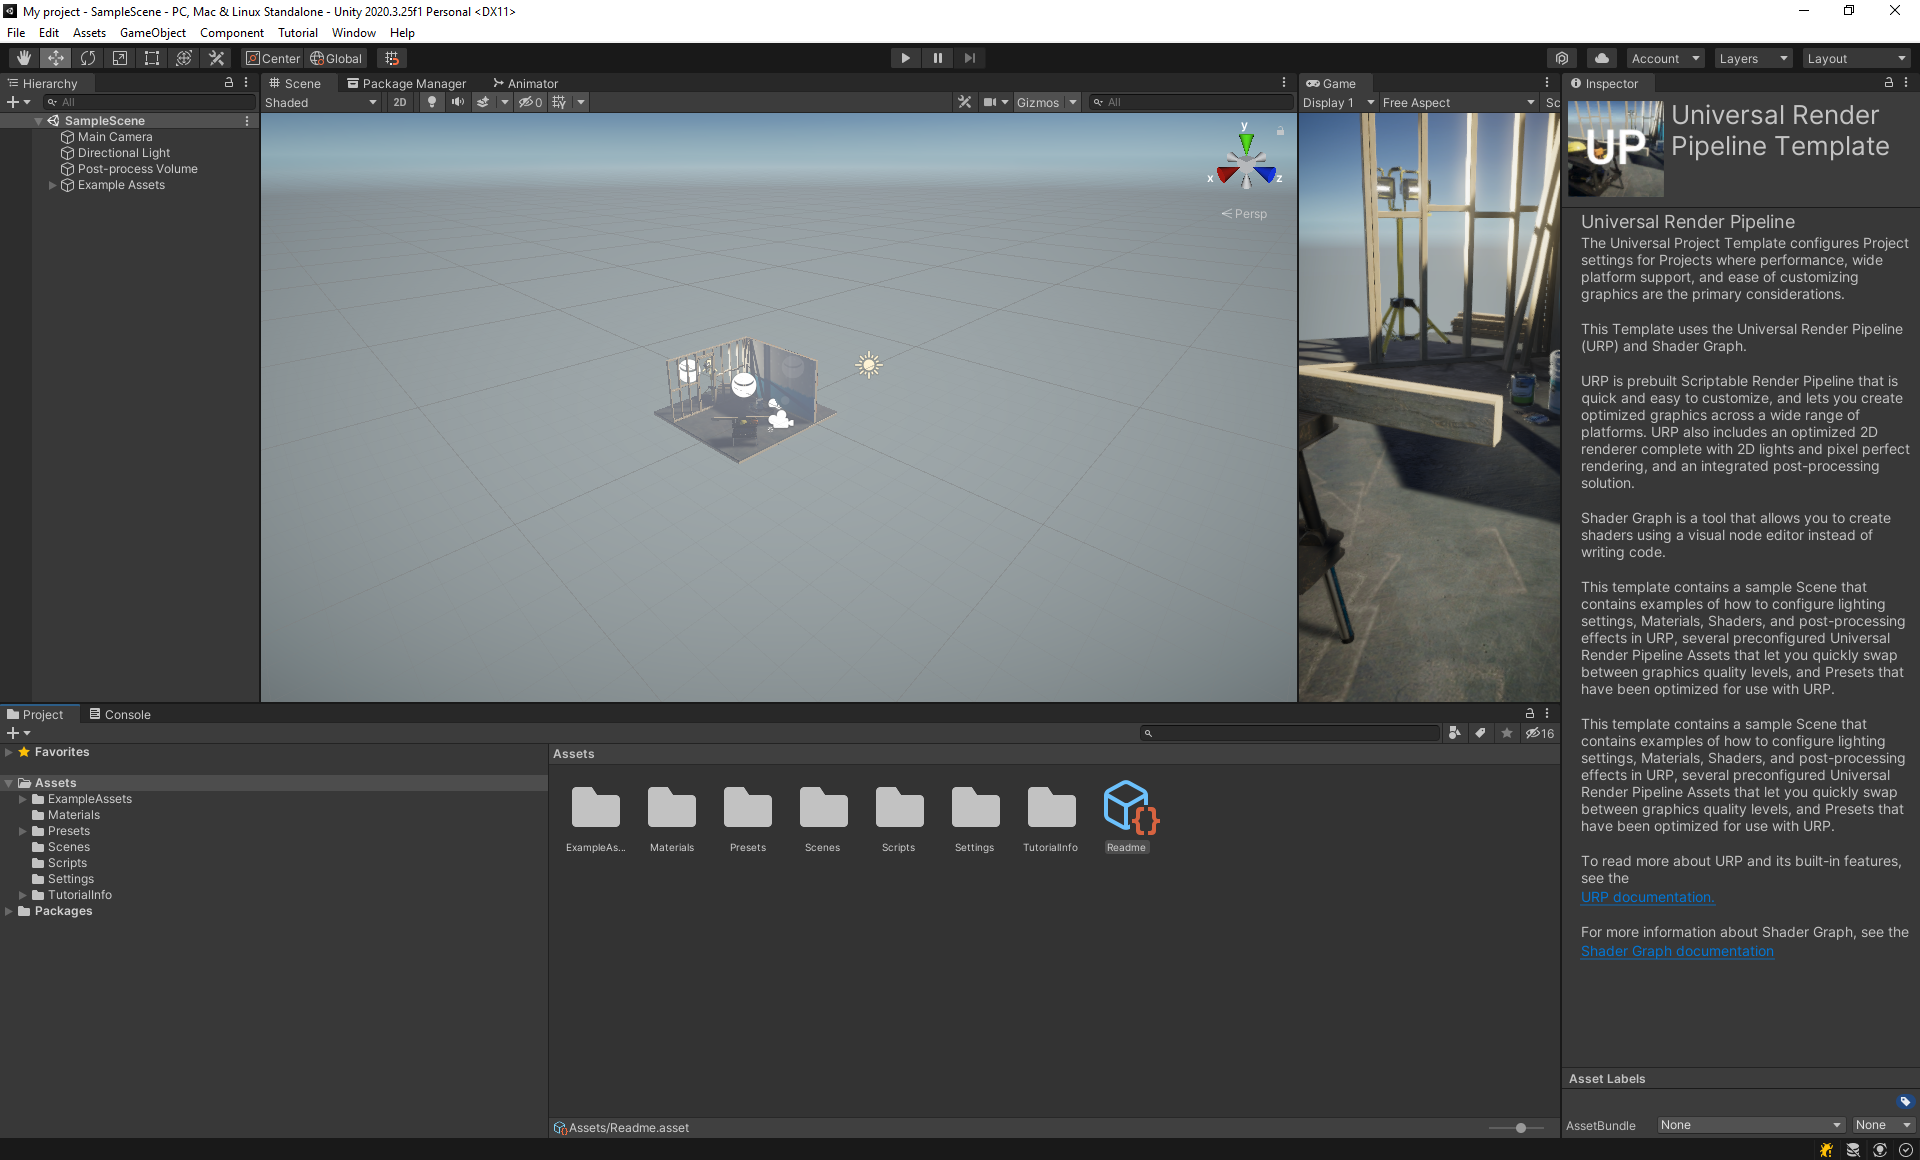 My project - SampleScene - PC, Mac & Linux Standalone - Unity 2020.3.25f1 Personal <DX11>
File Edit Assets GameObject Component Tutorial Window Help
Center Global Account Layers Layout
Hierarchy
All
SampleScene
Main Camera
Directional Light
Post-process Volume
Example Assets
Scene Package Manager Animator
Shaded 2D 0 Gizmos All
y
x z
Persp
Game
Display 1 Free Aspect Sc
Inspector
UP
Universal Render
Pipeline Template
Universal Render Pipeline
The Universal Project Template configures Project
settings for Projects where performance, wide
platform support, and ease of customizing
graphics are the primary considerations.
This Template uses the Universal Render Pipeline
(URP) and Shader Graph.
URP is prebuilt Scriptable Render Pipeline that is
quick and easy to customize, and lets you create
optimized graphics across a wide range of
platforms. URP also includes an optimized 2D
renderer complete with 2D lights and pixel perfect
rendering, and an integrated post-processing
solution.
Shader Graph is a tool that allows you to create
shaders using a visual node editor instead of
writing code.
This template contains a sample Scene that
contains examples of how to configure lighting
settings, Materials, Shaders, and post-processing
effects in URP, several preconfigured Universal
Render Pipeline Assets that let you quickly swap
between graphics quality levels, and Presets that
have been optimized for use with URP.
This template contains a sample Scene that
contains examples of how to configure lighting
settings, Materials, Shaders, and post-processing
effects in URP, several preconfigured Universal
Render Pipeline Assets that let you quickly swap
between graphics quality levels, and Presets that
have been optimized for use with URP.
To read more about URP and its built-in features,
see the
URP documentation.
For more information about Shader Graph, see the
Shader Graph documentation
Asset Labels
AssetBundle None None
Project Console
16
Favorites
Assets
ExampleAssets
Materials
Presets
Scenes
Scripts
Settings
TutorialInfo
Packages
Assets
ExampleAs... Materials Presets Scenes Scripts Settings TutorialInfo Readme
Assets/Readme.asset